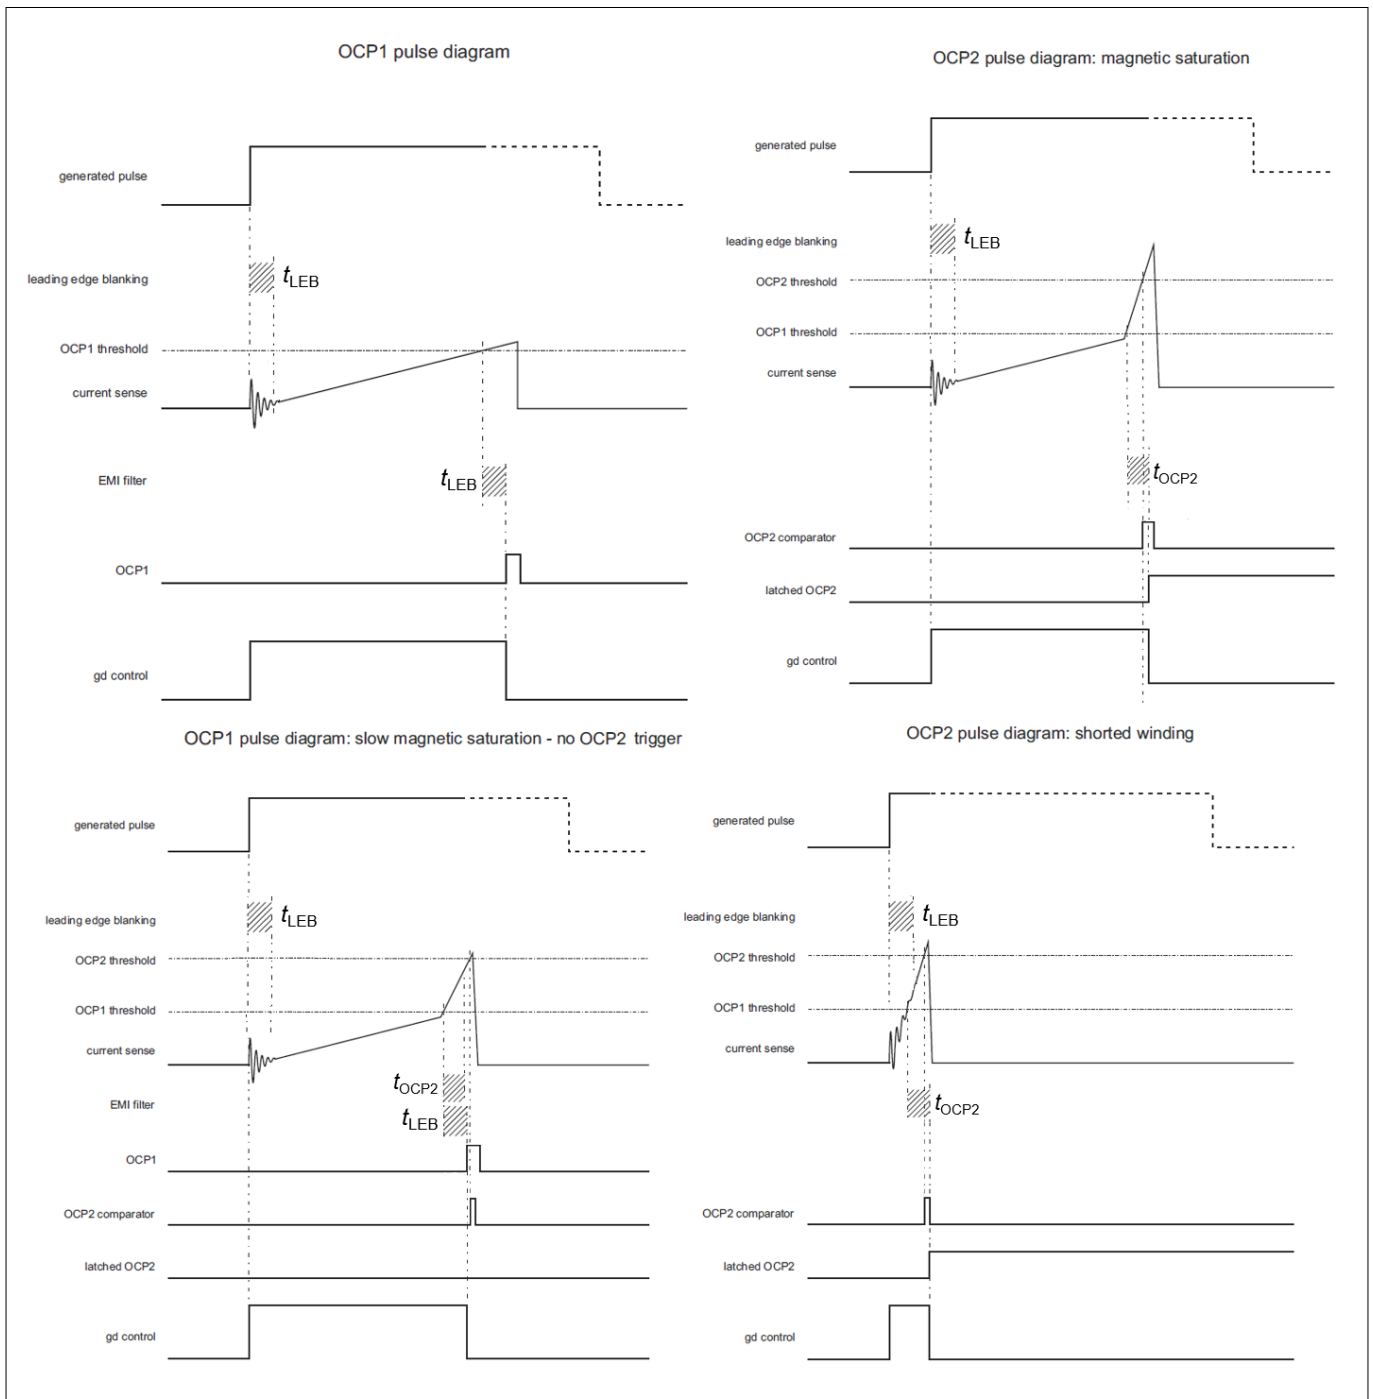 OCP1 pulse diagram
generated pulse
leading edge blanking
tLEB
OCP1 threshold
current sense
EMI filter
tLEB
OCP1
gd control
OCP2 pulse diagram: magnetic saturation
generated pulse
leading edge blanking
tLEB
OCP2 threshold
OCP1 threshold
current sense
tOCP2
OCP2 comparator
latched OCP2
gd control
OCP1 pulse diagram: slow magnetic saturation - no OCP2 trigger
generated pulse
leading edge blanking
tLEB
OCP2 threshold
OCP1 threshold
current sense
tOCP2
EMI filter
tLEB
OCP1
OCP2 comparator
latched OCP2
gd control
OCP2 pulse diagram: shorted winding
generated pulse
leading edge blanking
tLEB
OCP2 threshold
OCP1 threshold
current sense
tOCP2
OCP2 comparator
latched OCP2
gd control